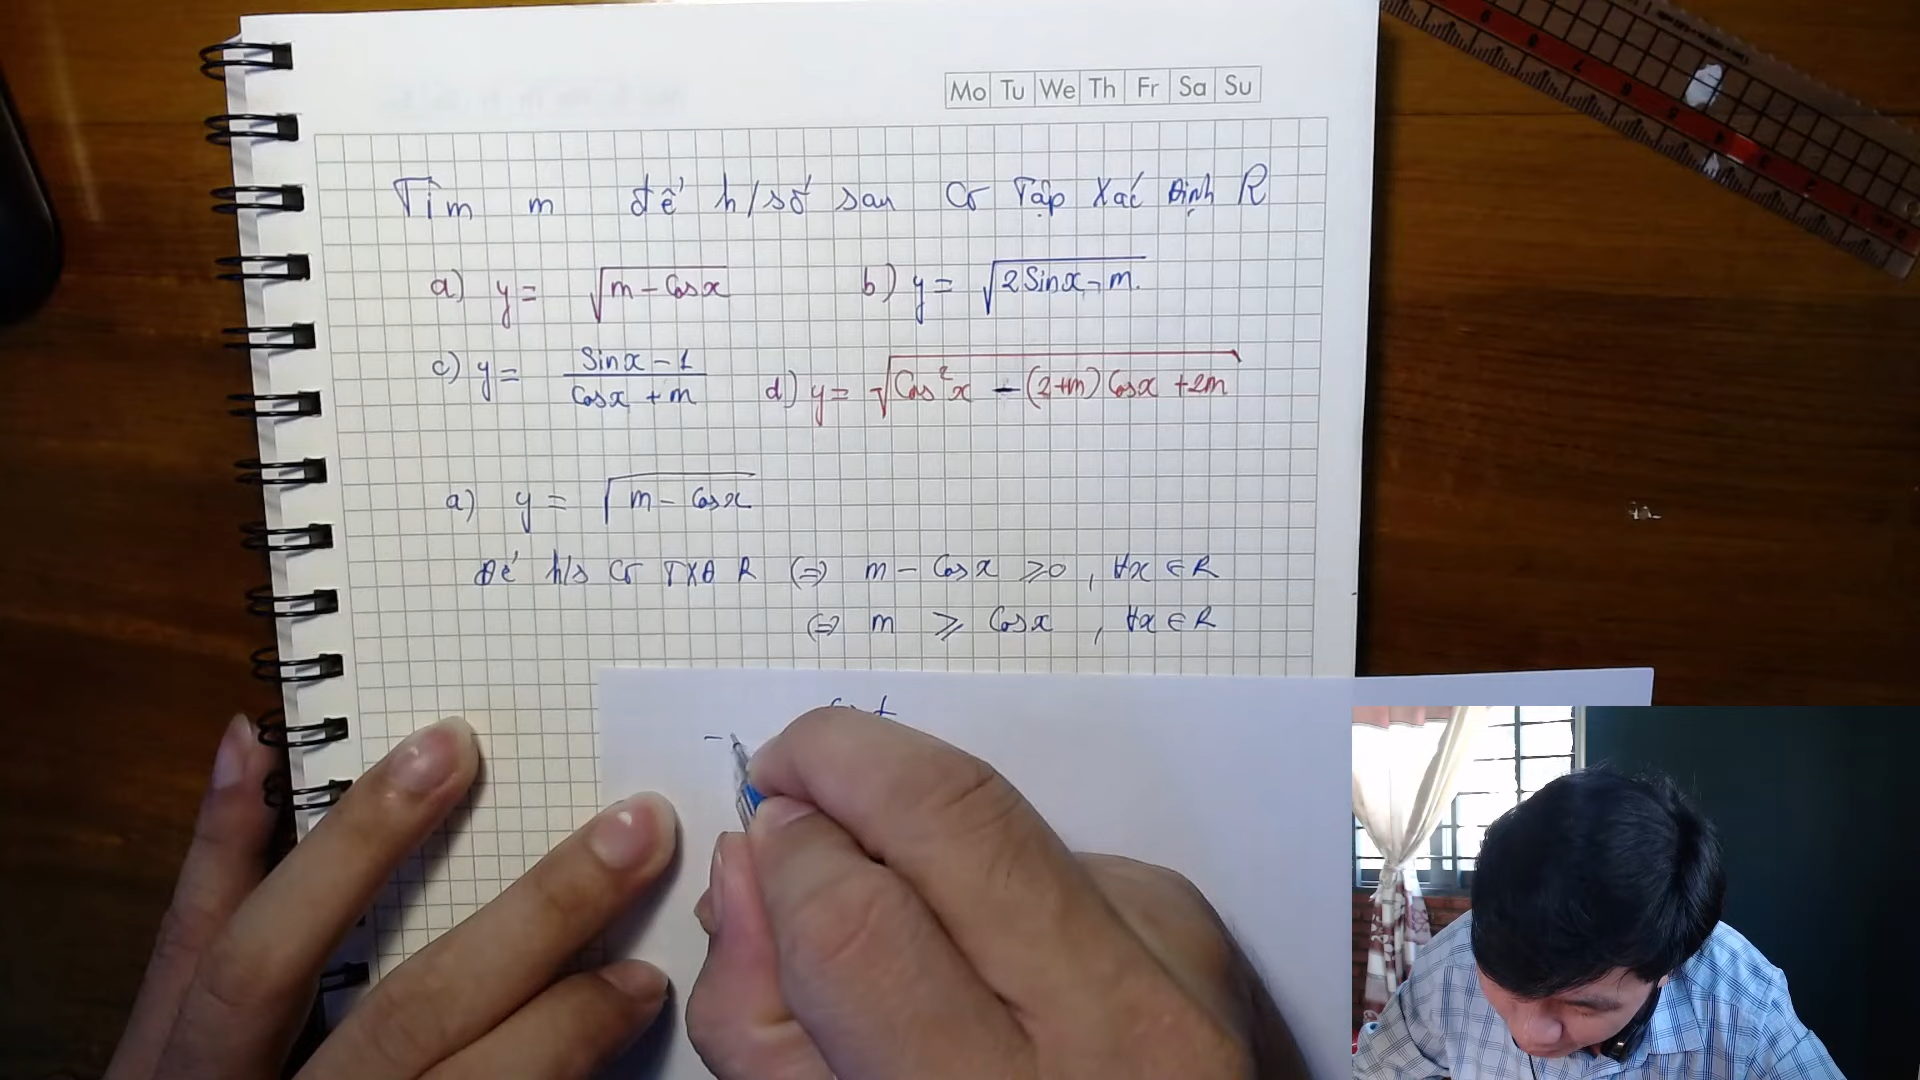 Mo Tu We Th Fr Sa Su
Tìm m để h/số sau có Tập Xác Định R
a) y = √(m - Cosx) b) y = √(2Sinx - m.)
c) y = (Sinx - 1)/(Cosx + m) d) y = √(Cos²x - (2+m)Cosx + 2m)
a) y = √(m - Cosx)
Để h/s có TXĐ R ⇔ m - Cosx ⩾ 0 , ∀x ∈ R
⇔ m ⩾ Cosx , ∀x ∈ R